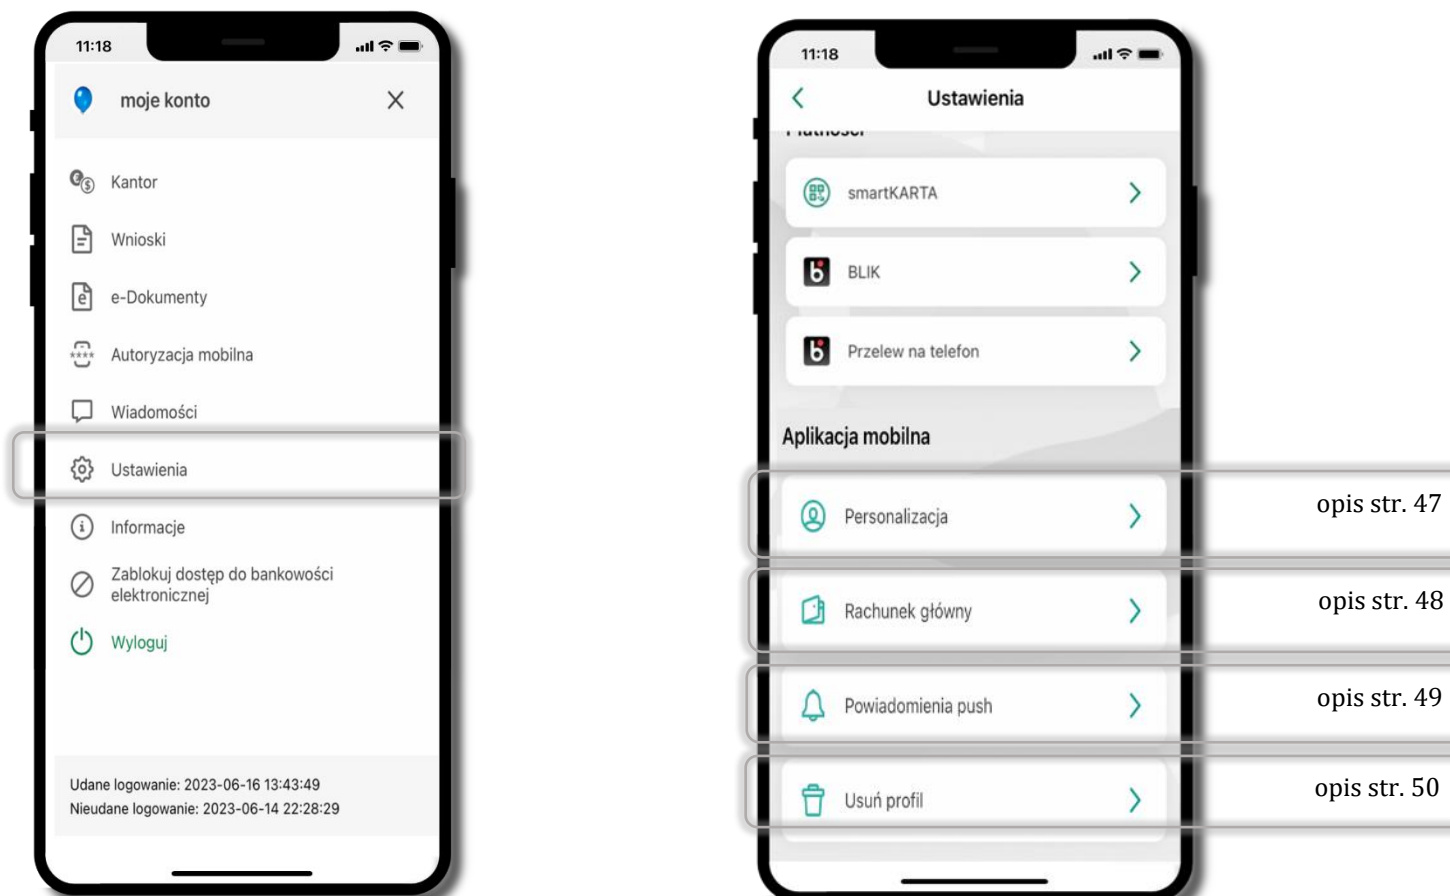 11:18
moje konto
Kantor
Wnioski
e-Dokumenty
Autoryzacja mobilna
Wiadomości
Ustawienia
Informacje
Zablokuj dostęp do bankowości
elektronicznej
Wyloguj
Udane logowanie: 2023-06-16 13:43:49
Nieudane logowanie: 2023-06-14 22:28:29
11:18
Ustawienia
Płatności
smartKARTA
BLIK
Przelew na telefon
Aplikacja mobilna
Personalizacja
opis str. 47
Rachunek główny
opis str. 48
Powiadomienia push
opis str. 49
Usuń profil
opis str. 50